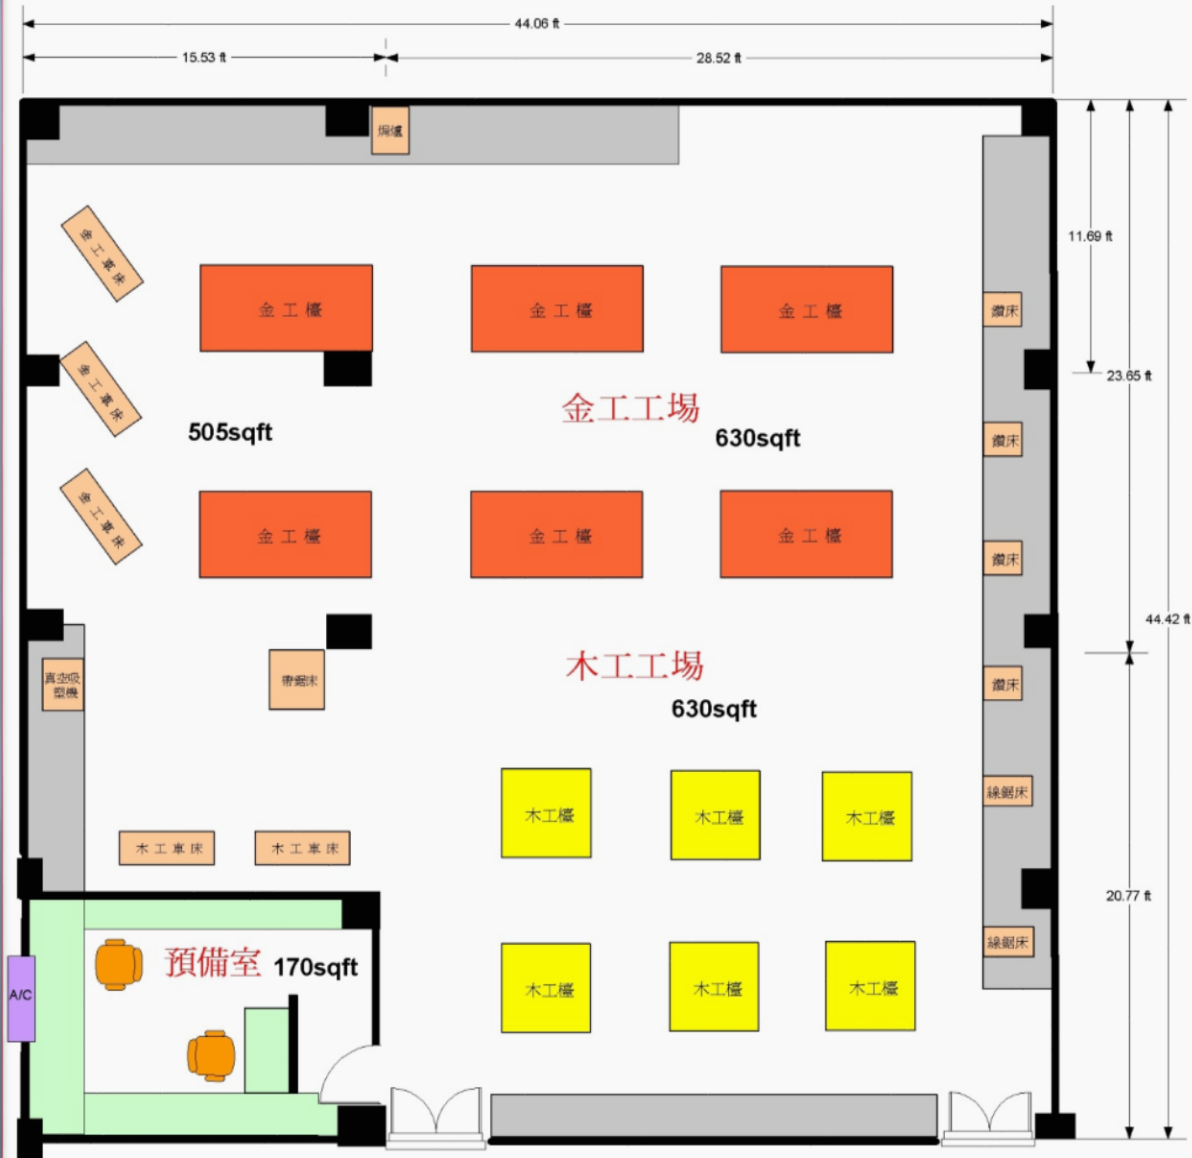 44.06 ft
15.53 ft
28.52 ft
焗爐
11.69 ft
金工車床
金工檯
金工檯
金工檯
鑽床
金工車床
23.65 ft
金工工場
505sqft
630sqft
鑽床
金工車床
金工檯
金工檯
金工檯
鑽床
44.42 ft
真空吸
塑機
帶鋸床
木工工場
630sqft
鑽床
線鋸床
木工檯
木工檯
木工檯
木工車床
木工車床
20.77 ft
線鋸床
預備室
170sqft
A/C
木工檯
木工檯
木工檯